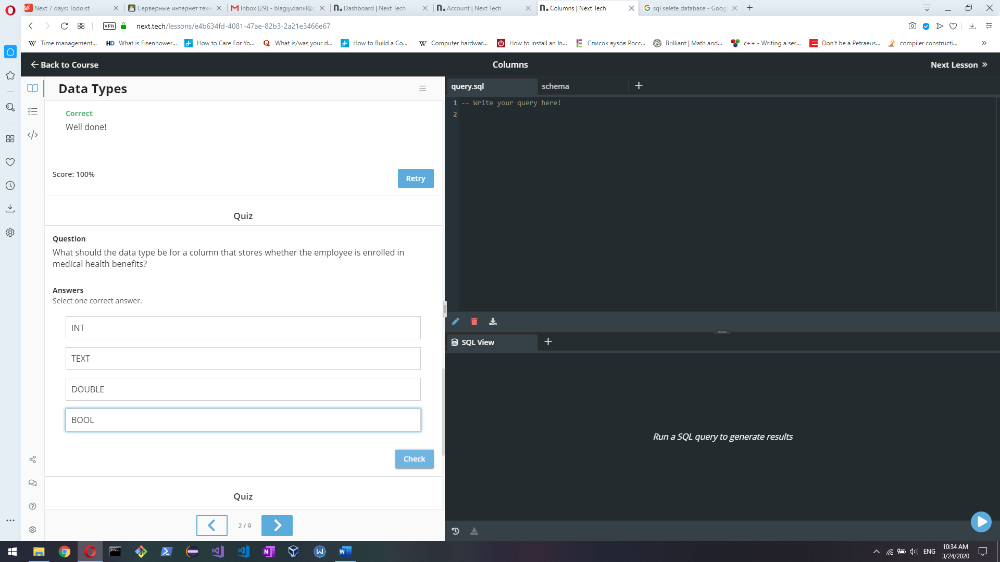 Next 7 days: Todoist
Серверные интернет техн
Inbox (29) - blagiy.daniil@g
n. Dashboard | Next Tech
n. Account | Next Tech
n. Columns | Next Tech
sql selete database - Goog
VPN
next.tech/lessons/e4b634fd-4081-47ae-82b3-2a21e3466e67
W Time management...
HD What is Eisenhower...
How to Care For Yo...
Q What is/was your d...
How to Build a Co...
W Computer hardwar...
How to install an In...
Список вузов Росс...
Brilliant | Math and...
c++ - Writing a ser...
Don't be a Petraeus...
compiler constructi...
Back to Course
Columns
Next Lesson
Data Types
query.sql
schema
Correct
Well done!
1 -- Write your query here!
2
Score: 100%
Retry
Quiz
Question
What should the data type be for a column that stores whether the employee is enrolled in
medical health benefits?
Answers
Select one correct answer.
INT
TEXT
DOUBLE
BOOL
Check
Quiz
2 / 9
SQL View
Run a SQL query to generate results
ENG
10:34 AM
3/24/2020